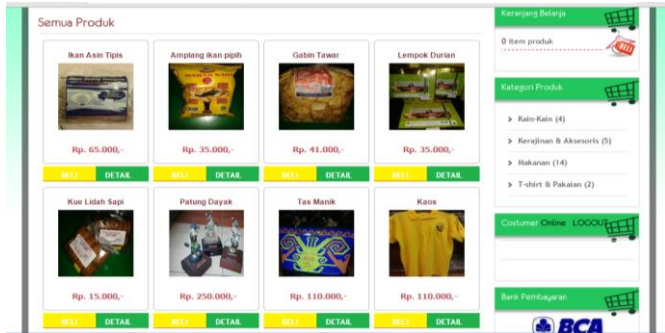 Semua Produk
Ikan Asin Tipis
Amplang ikan pipih
Gabin Tawar
Lempok Durian
Rp. 65.000,-
Rp. 35.000,-
Rp. 41.000,-
Rp. 35.000,-
BELI DETAIL
BELI DETAIL
BELI DETAIL
BELI DETAIL
Kue Lidah Sapi
Patung Dayak
Tas Manik
Kaos
Rp. 15.000,-
Rp. 250.000,-
Rp. 110.000,-
Rp. 110.000,-
BELI DETAIL
BELI DETAIL
BELI DETAIL
BELI DETAIL
Keranjang Belanja
0 item produk
BELI
Kategori Produk
> Kain-Kain (4)
> Kerajinan & Aksesoris (5)
> Makanan (14)
> T-shirt & Pakaian (2)
Costumer Online LOGOUT
Bank Pembayaran
BCA